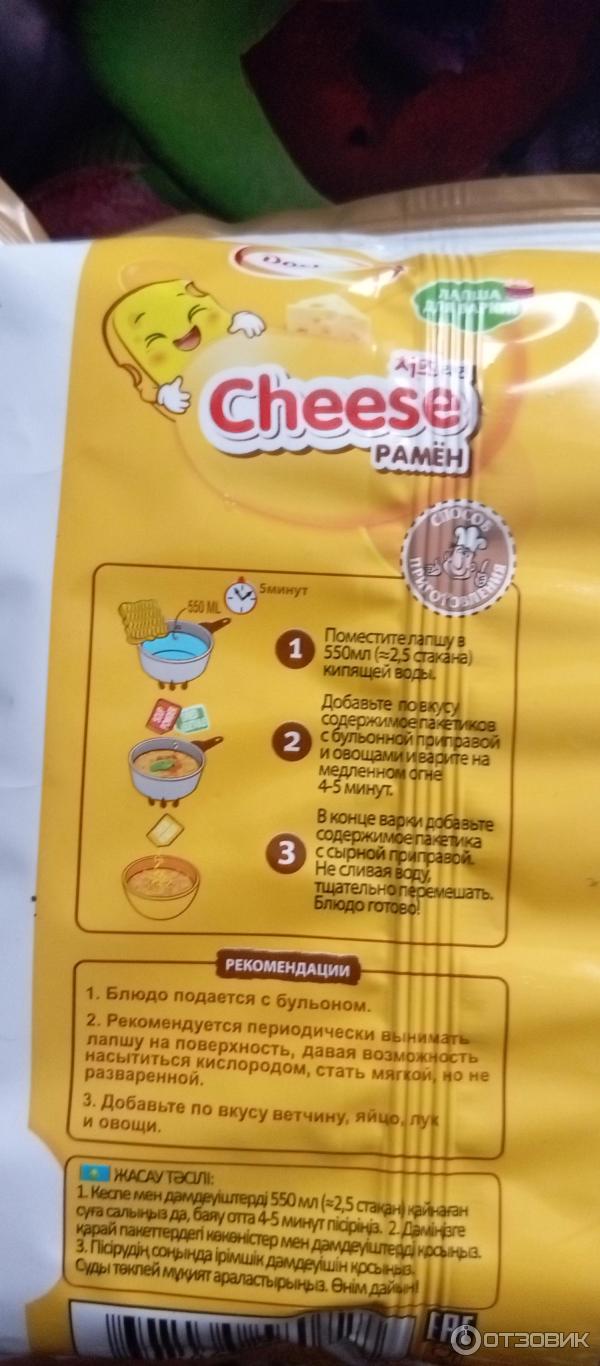 ЛАПША
ДЛЯ ВАРКИ
치즈라면
Cheese
РАМЁН
СПОСОБ
ПРИГОТОВЛЕНИЯ
550 ML
5минут
1
Поместите лапшу в
550мл (≈2,5 стакана)
кипящей воды.
2
Добавьте по вкусу
содержимое пакетиков
с бульонной приправой
и овощами и варите на
медленном огне
4-5 минут.
3
В конце варки добавьте
содержимое пакетика
с сырной приправой.
Не сливая воду,
тщательно перемешать.
Блюдо готово!
РЕКОМЕНДАЦИИ
1. Блюдо подается с бульоном.
2. Рекомендуется периодически вынимать
лапшу на поверхность, давая возможность
насытиться кислородом, стать мягкой, но не
разваренной.
3. Добавьте по вкусу ветчину, яйцо, лук
и овощи.
ЖАСАУ ТӘСІЛІ:
1. Кеспе мен дәмдеуіштерді 550 мл (≈2,5 стакан) қайнаған
суға салыңыз да, баяу отта 4-5 минут пісіріңіз. 2. Дәміңізге
қарай пакеттердегі көкөністер мен дәмдеуіштерді қосыңыз.
3. Пісірудің соңында ірімшік дәмдеуішін қосыңыз.
Суды төкпей мұқият араластырыңыз. Өнім дайын!
EAC
ОТЗОВИК